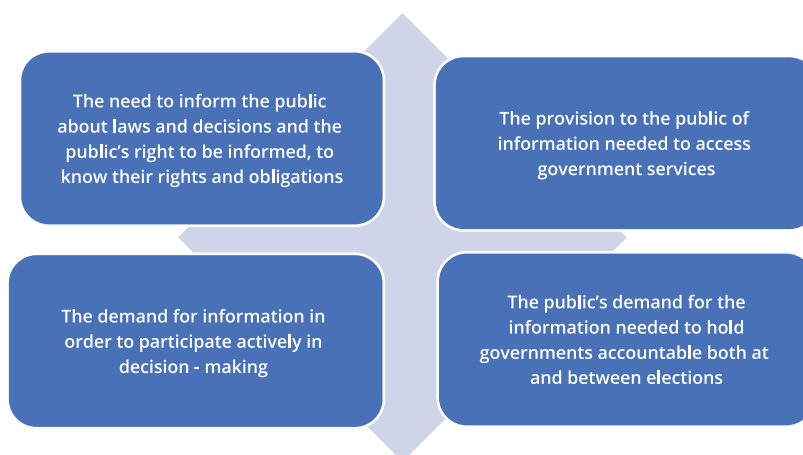 The need to inform the public
about laws and decisions and the
public’s right to be informed, to
know their rights and obligations
The provision to the public of
information needed to access
government services
The demand for information in
order to participate actively in
decision - making
The public’s demand for the
information needed to hold
governments accountable both at
and between elections